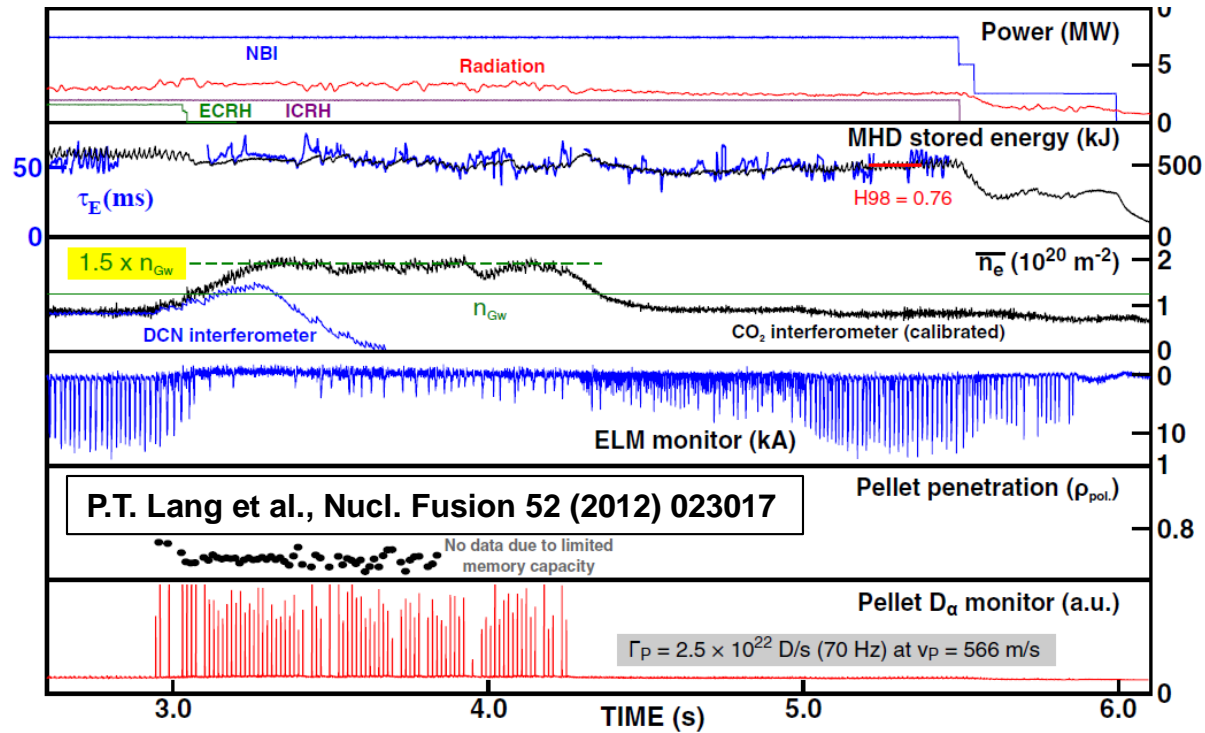 Power (MW)
0
NBI
Radiation
5
ECRH
ICRH
0
MHD stored energy (kJ)
50
500
τE(ms)
H98 = 0.76
0
0
1.5 x nGw
n̅e̅ (10²⁰ m⁻²)
2
nGw
1
DCN interferometer
CO₂ interferometer (calibrated)
0
0
ELM monitor (kA)
10
1
P.T. Lang et al., Nucl. Fusion 52 (2012) 023017
Pellet penetration (ρpol.)
0.8
No data due to limited
memory capacity
Pellet Dα monitor (a.u.)
ΓP = 2.5 × 10²² D/s (70 Hz) at vP = 566 m/s
0
3.0
4.0
5.0
6.0
TIME (s)